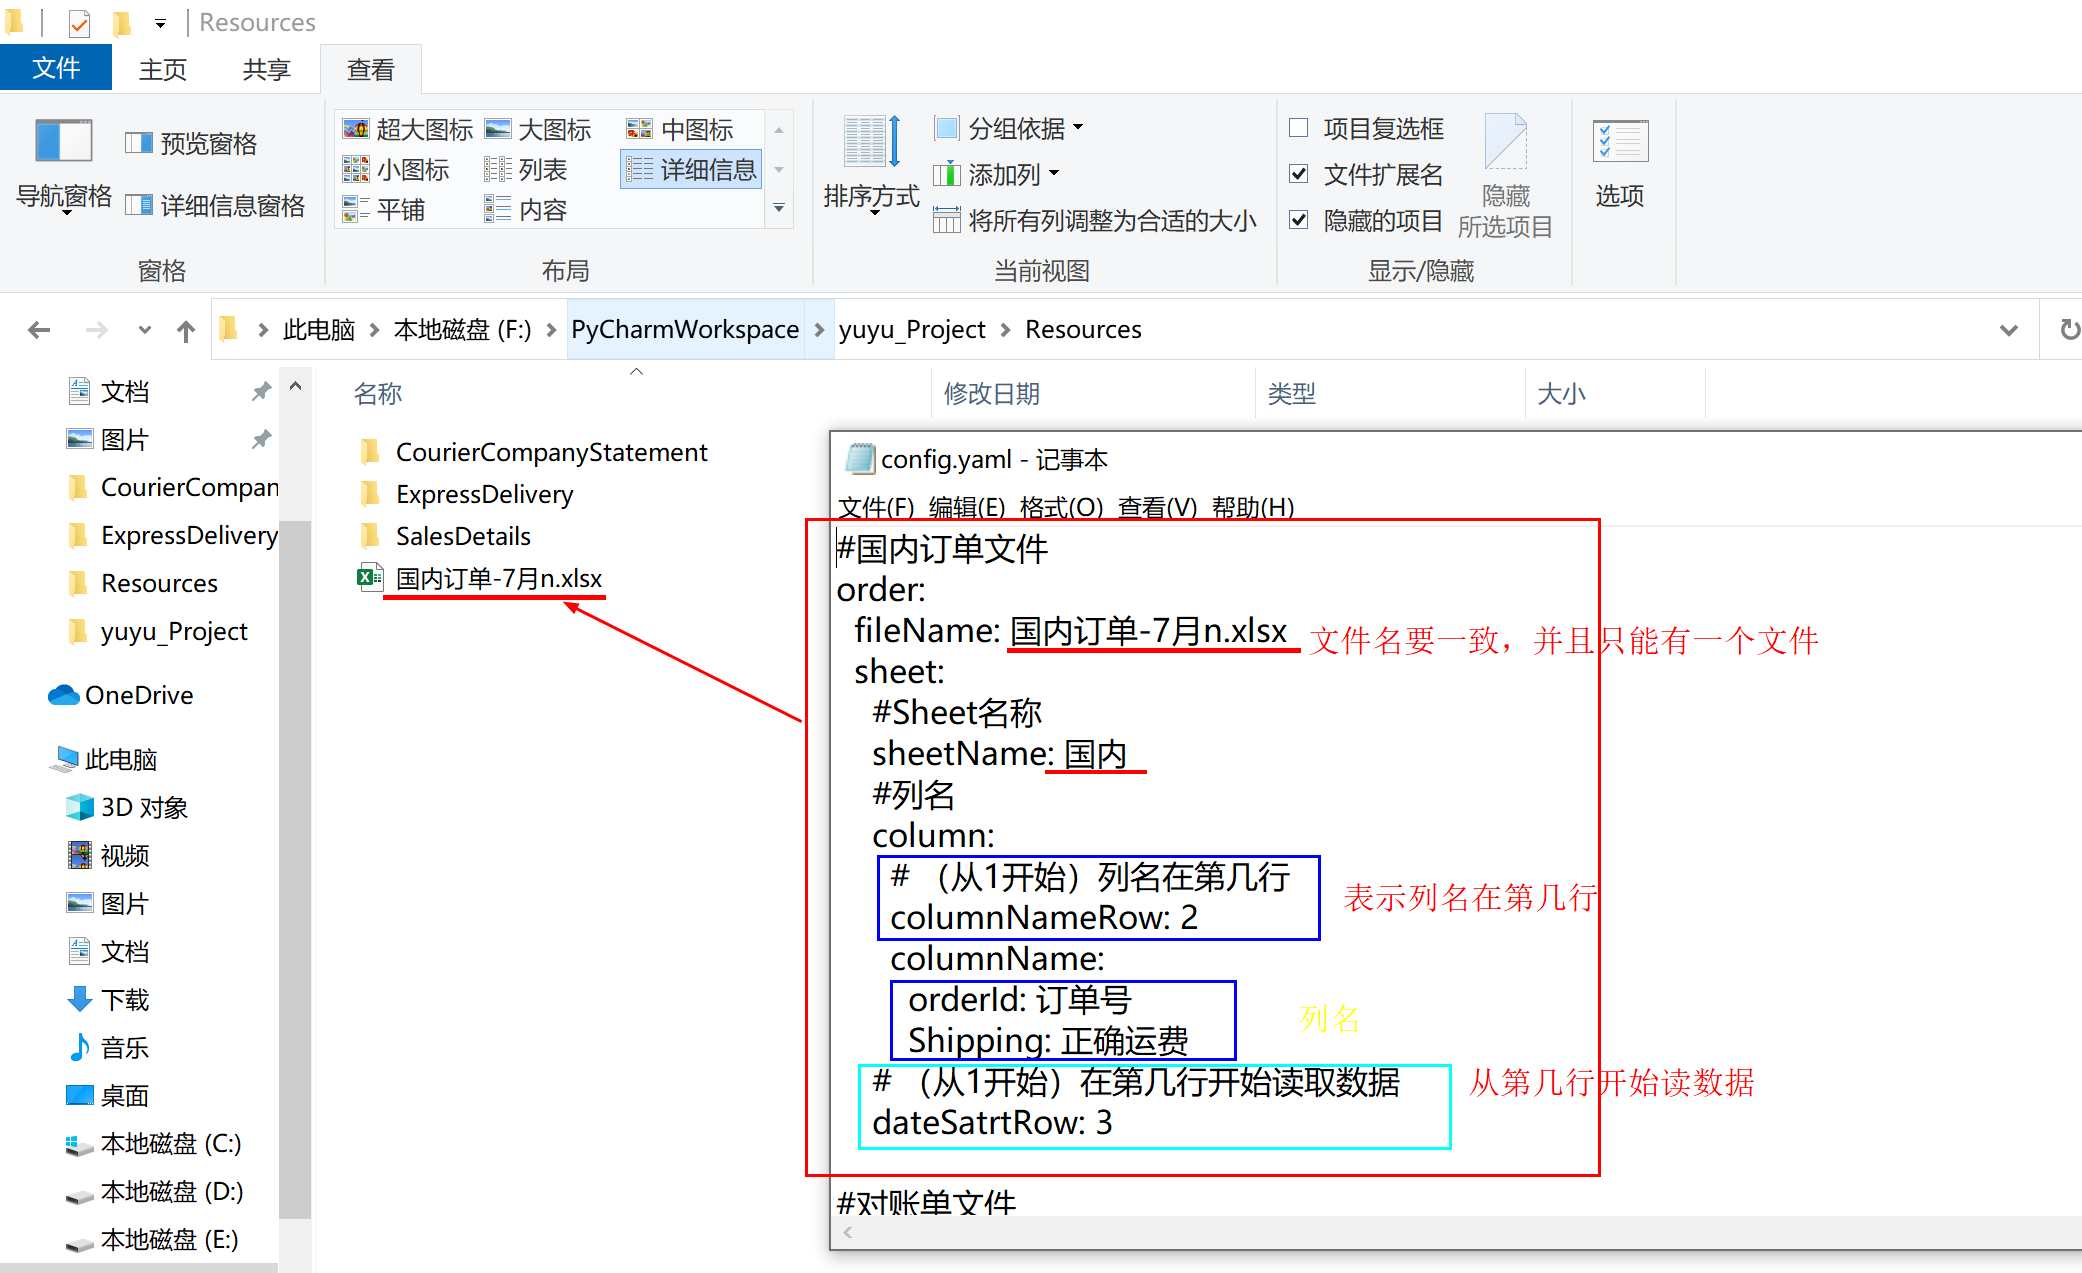 Resources
文件 主页 共享 查看
导航窗格
预览窗格
详细信息窗格
窗格
超大图标 大图标 中图标
小图标 列表 详细信息
平铺 内容
布局
排序方式
分组依据
添加列
将所有列调整为合适的大小
当前视图
项目复选框
文件扩展名
隐藏的项目
隐藏
所选项目
显示/隐藏
选项
此电脑 本地磁盘 (F:) PyCharmWorkspace yuyu_Project Resources
文档
图片
CourierCompan
ExpressDelivery
Resources
yuyu_Project
OneDrive
此电脑
3D 对象
视频
图片
文档
下载
音乐
桌面
本地磁盘 (C:)
本地磁盘 (D:)
本地磁盘 (E:)
名称 修改日期 类型 大小
CourierCompanyStatement
ExpressDelivery
SalesDetails
国内订单-7月n.xlsx
config.yaml - 记事本
文件(F) 编辑(E) 格式(O) 查看(V) 帮助(H)
#国内订单文件
order:
fileName: 国内订单-7月n.xlsx 文件名要一致，并且只能有一个文件
sheet:
#Sheet名称
sheetName: 国内
#列名
column:
# （从1开始）列名在第几行
columnNameRow: 2
表示列名在第几行
columnName:
orderId: 订单号
Shipping: 正确运费
列名
# （从1开始）在第几行开始读取数据
dateSatrtRow: 3
从第几行开始读数据
#对账单文件